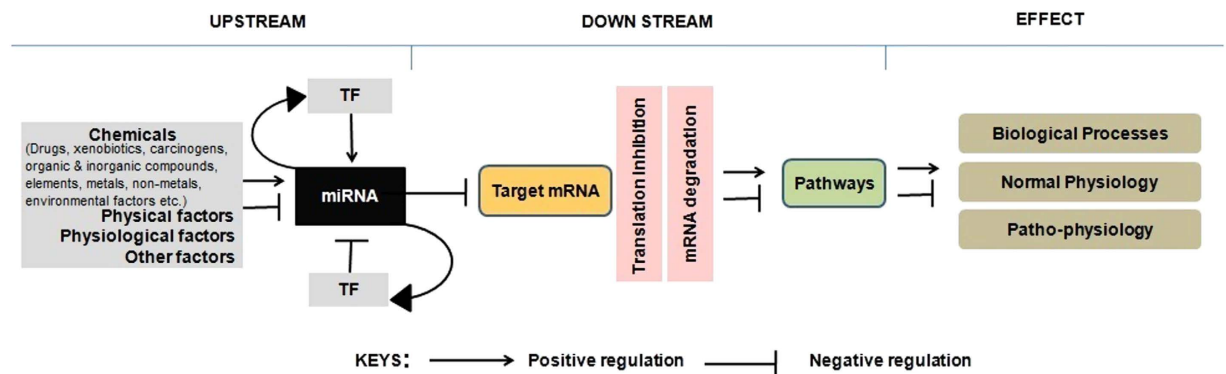 UPSTREAM
DOWN STREAM
EFFECT
TF
Chemicals
(Drugs, xenobiotics, carcinogens,
organic & inorganic compounds,
elements, metals, non-metals,
environmental factors etc.)
Physical factors
Physiological factors
Other factors
miRNA
TF
Target mRNA
Translation Inhibition
mRNA degradation
Pathways
Biological Processes
Normal Physiology
Patho-physiology
KEYS: Positive regulation Negative regulation